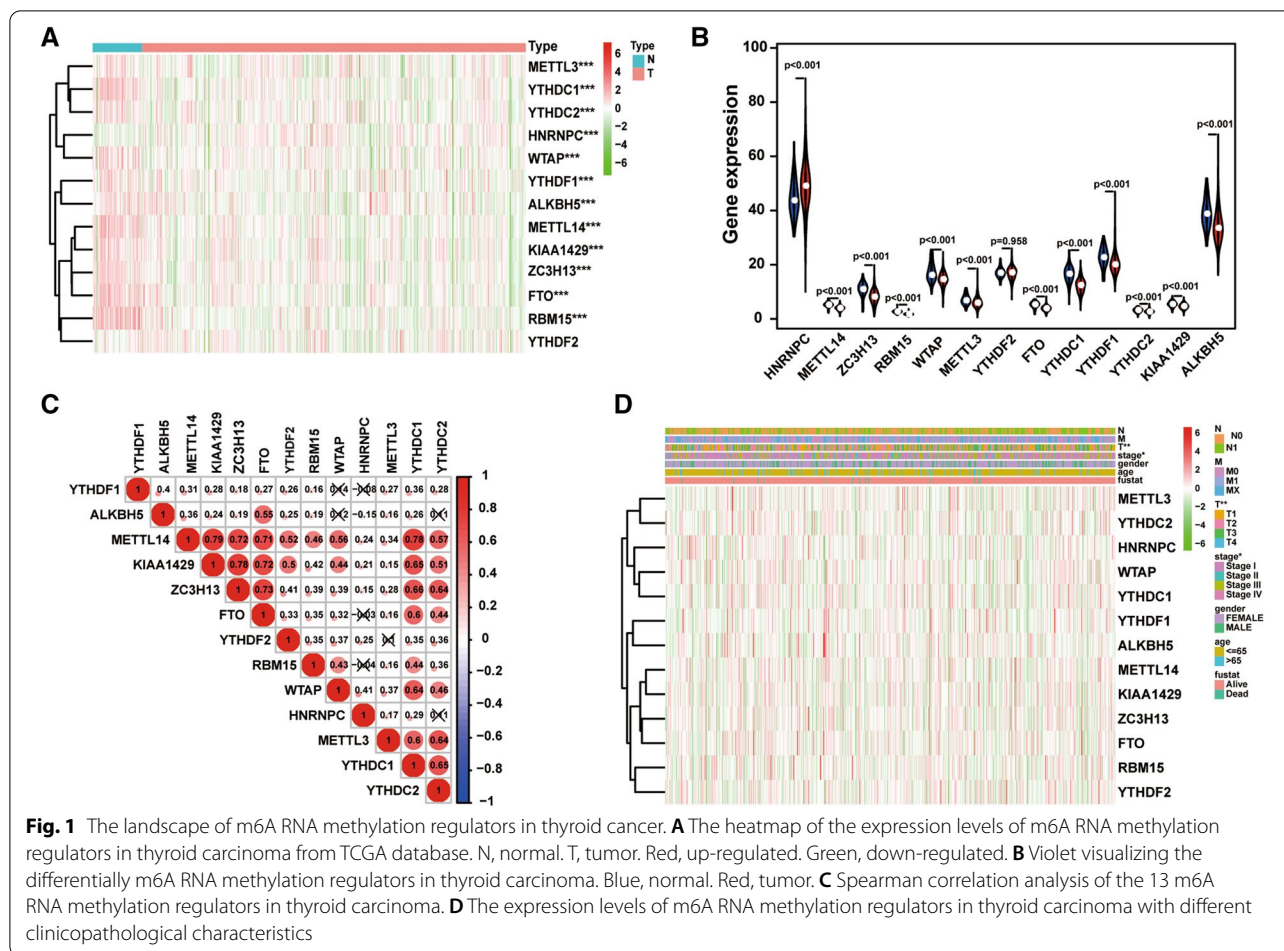 A
Type
METTL3***
YTHDC1***
YTHDC2***
HNRNPC***
WTAP***
YTHDF1***
ALKBH5***
METTL14***
KIAA1429***
ZC3H13***
FTO***
RBM15***
YTHDF2
6
4
2
0
−2
−4
−6
Type
N
T
B
Gene expression
100
80
60
40
20
0
p<0.001
p<0.001
p<0.001
p<0.001
p<0.001
p<0.001
p=0.958
p<0.001
p<0.001
p<0.001
p<0.001
p<0.001
p<0.001
HNRNPC
METTL14
ZC3H13
RBM15
WTAP
METTL3
YTHDF2
FTO
YTHDC1
YTHDF1
YTHDC2
KIAA1429
ALKBH5
C
YTHDF1 ALKBH5 METTL14 KIAA1429 ZC3H13 FTO YTHDF2 RBM15 WTAP HNRNPC METTL3 YTHDC1 YTHDC2
YTHDF1 1 0.4 0.31 0.28 0.18 0.27 0.26 0.16 0.27 0.36 0.28
ALKBH5 1 0.36 0.24 0.19 0.55 0.25 0.19 −0.15 0.16 0.26
METTL14 1 0.79 0.72 0.71 0.52 0.46 0.56 0.24 0.34 0.78 0.57
KIAA1429 1 0.78 0.72 0.5 0.42 0.44 0.21 0.15 0.65 0.51
ZC3H13 1 0.73 0.41 0.39 0.39 0.15 0.28 0.66 0.64
FTO 1 0.33 0.35 0.32 0.16 0.6 0.44
YTHDF2 1 0.35 0.37 0.25 0.35 0.36
RBM15 1 0.43 0.16 0.44 0.36
WTAP 1 0.41 0.37 0.64 0.46
HNRNPC 1 0.17 0.29
METTL3 1 0.6 0.64
YTHDC1 1 0.65
YTHDC2 1
1
0.8
0.6
0.4
0.2
0
−0.2
−0.4
−0.6
−0.8
−1
D
N
M
T**
stage*
gender
age
fustat
METTL3
YTHDC2
HNRNPC
WTAP
YTHDC1
YTHDF1
ALKBH5
METTL14
KIAA1429
ZC3H13
FTO
RBM15
YTHDF2
6
4
2
0
−2
−4
−6
N
N0
N1
M
M0
M1
MX
T**
T1
T2
T3
T4
stage*
Stage I
Stage II
Stage III
Stage IV
gender
FEMALE
MALE
age
<=65
>65
fustat
Alive
Dead
Fig. 1 The landscape of m6A RNA methylation regulators in thyroid cancer. A The heatmap of the expression levels of m6A RNA methylation
regulators in thyroid carcinoma from TCGA database. N, normal. T, tumor. Red, up-regulated. Green, down-regulated. B Violet visualizing the
differentially m6A RNA methylation regulators in thyroid carcinoma. Blue, normal. Red, tumor. C Spearman correlation analysis of the 13 m6A
RNA methylation regulators in thyroid carcinoma. D The expression levels of m6A RNA methylation regulators in thyroid carcinoma with different
clinicopathological characteristics